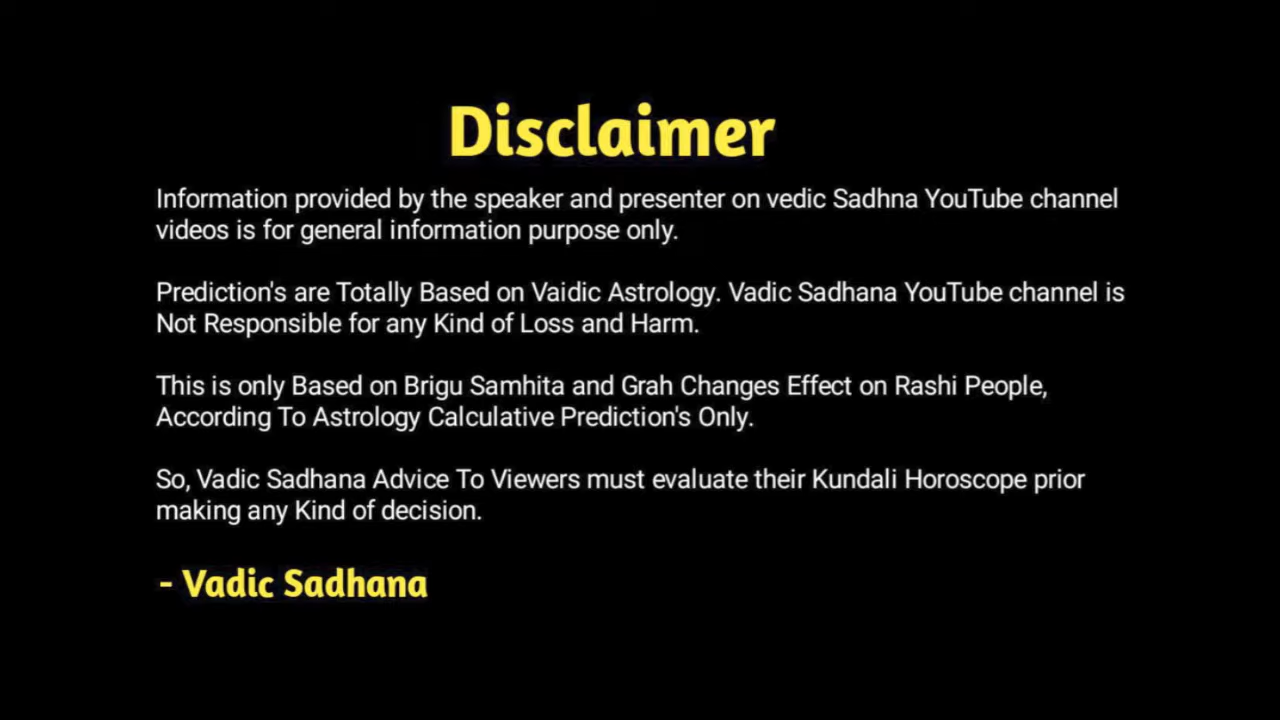 Disclaimer
Information provided by the speaker and presenter on vedic Sadhna YouTube channel
videos is for general information purpose only.
Prediction's are Totally Based on Vaidic Astrology. Vadic Sadhana YouTube channel is
Not Responsible for any Kind of Loss and Harm.
This is only Based on Brigu Samhita and Grah Changes Effect on Rashi People,
According To Astrology Calculative Prediction's Only.
So, Vadic Sadhana Advice To Viewers must evaluate their Kundali Horoscope prior
making any Kind of decision.
- Vadic Sadhana